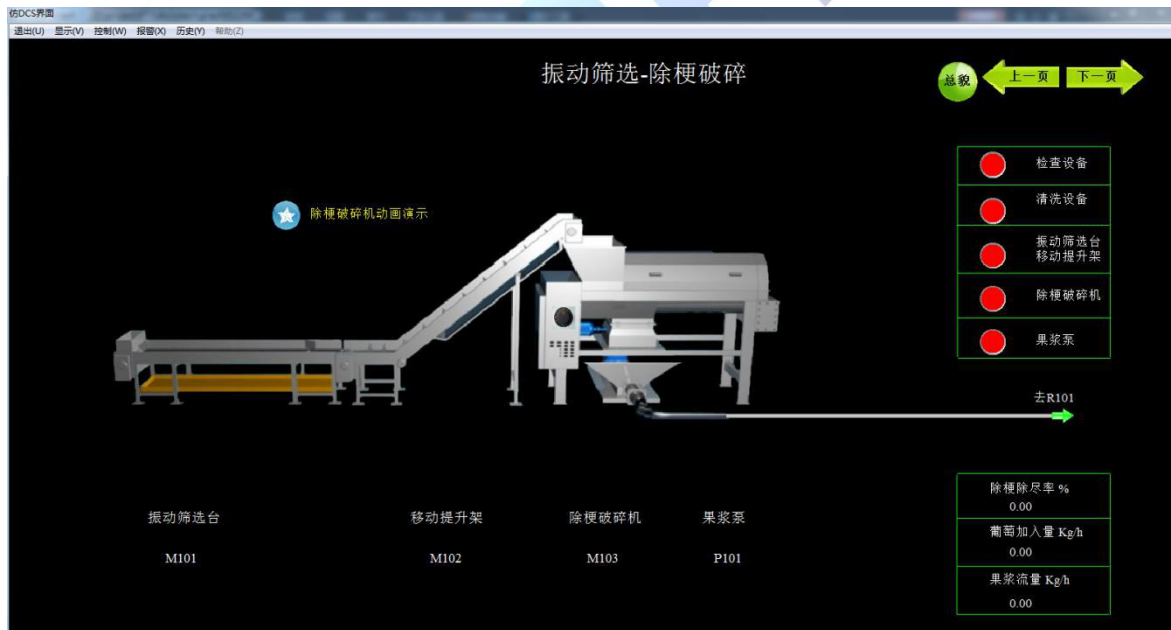 仿DCS界面
退出(U) 显示(V) 控制(W) 报警(X) 历史(Y) 帮助(Z)
振动筛选-除梗破碎
总貌
上一页
下一页
检查设备
清洗设备
除梗破碎机动画演示
振动筛选台
移动提升架
除梗破碎机
果浆泵
去R101
除梗除尽率 %
0.00
葡萄加入量 Kg/h
0.00
果浆流量 Kg/h
0.00
振动筛选台 移动提升架 除梗破碎机 果浆泵
M101 M102 M103 P101